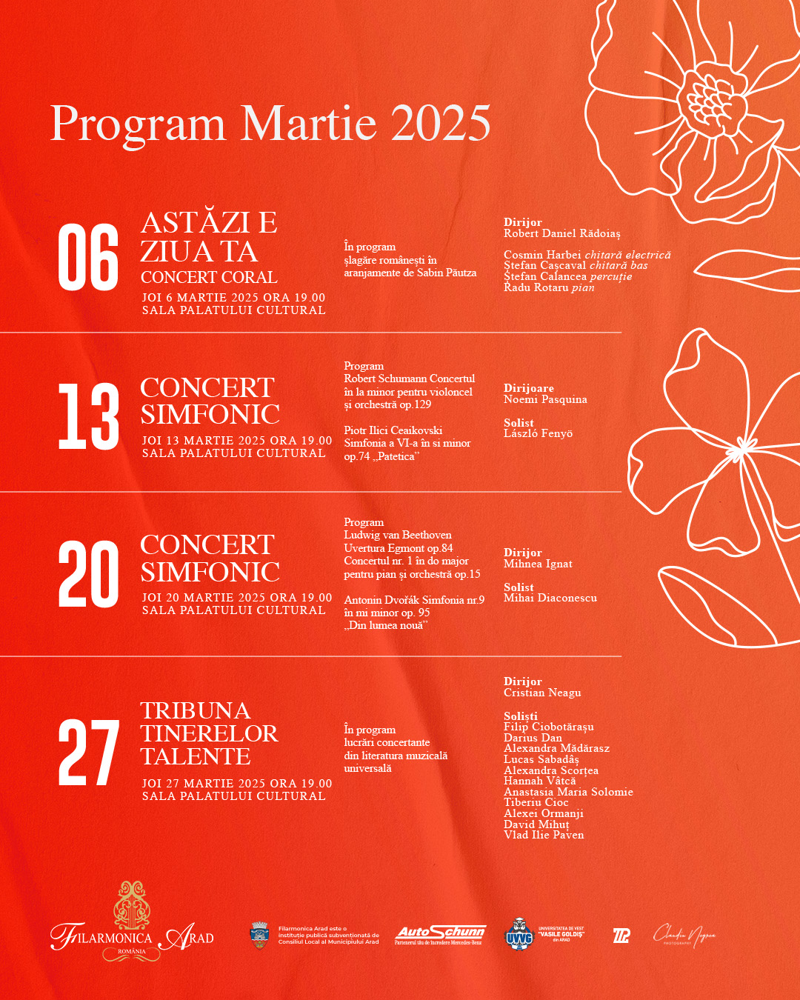 Program Martie 2025
06
ASTĂZI E
ZIUA TA
CONCERT CORAL
JOI 6 MARTIE 2025 ORA 19.00
SALA PALATULUI CULTURAL
În program
șlagăre românești în
aranjamente de Sabin Păutza
Dirijor
Robert Daniel Rădoiaș
Cosmin Harbei chitară electrică
Ștefan Cașcaval chitară bas
Ștefan Calancea percuție
Radu Rotaru pian
13
CONCERT
SIMFONIC
JOI 13 MARTIE 2025 ORA 19.00
SALA PALATULUI CULTURAL
Program
Robert Schumann Concertul
în la minor pentru violoncel
și orchestră op.129
Piotr Ilici Ceaikovski
Simfonia a VI-a în si minor
op.74 „Patetica”
Dirijoare
Noemi Pasquina
Solist
László Fenyö
20
CONCERT
SIMFONIC
JOI 20 MARTIE 2025 ORA 19.00
SALA PALATULUI CULTURAL
Program
Ludwig van Beethoven
Uvertura Egmont op.84
Concertul nr. 1 în do major
pentru pian și orchestră op.15
Antonín Dvořák Simfonia nr.9
în mi minor op. 95
„Din lumea nouă”
Dirijor
Mihnea Ignat
Solist
Mihai Diaconescu
27
TRIBUNA
TINERELOR
TALENTE
JOI 27 MARTIE 2025 ORA 19.00
SALA PALATULUI CULTURAL
În program
lucrări concertante
din literatura muzicală
universală
Dirijor
Cristian Neagu
Soliști
Filip Ciobotărașu
Darius Dan
Alexandra Mădărasz
Lucas Sabadâș
Alexandra Scorțea
Hannah Vâtcă
Anastasia Maria Solomie
Tiberiu Cioc
Alexei Ormanji
David Mihuț
Vlad Ilie Paven
FILARMONICA ARAD
ROMÂNIA
Filarmonica Arad este o
instituție publică subvenționată de
Consiliul Local al Municipiului Arad
AutoSchunn
Partenerul tău de încredere Mercedes-Benz
UVVG
UNIVERSITATEA DE VEST
"VASILE GOLDIȘ"
din ARAD
Claudiu Negrea
PHOTOGRAPHY